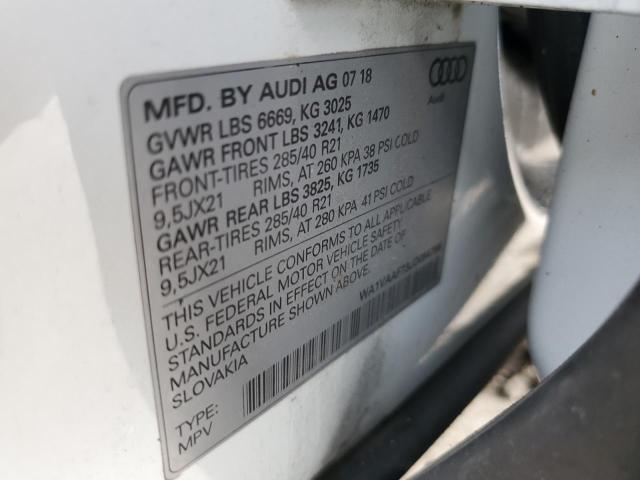 MFD. BY AUDI AG 07 18
Audi
GVWR LBS 6669, KG 3025
GAWR FRONT LBS 3241, KG 1470
FRONT-TIRES 285/40 R21
9,5JX21 RIMS, AT 260 KPA 38 PSI COLD
GAWR REAR LBS 3825, KG 1735
REAR-TIRES 285/40 R21
9,5JX21 RIMS, AT 280 KPA 41 PSI COLD
THIS VEHICLE CONFORMS TO ALL APPLICABLE
U.S. FEDERAL MOTOR VEHICLE SAFETY
STANDARDS IN EFFECT ON THE DATE OF
MANUFACTURE SHOWN ABOVE.
SLOVAKIA
TYPE:
MPV